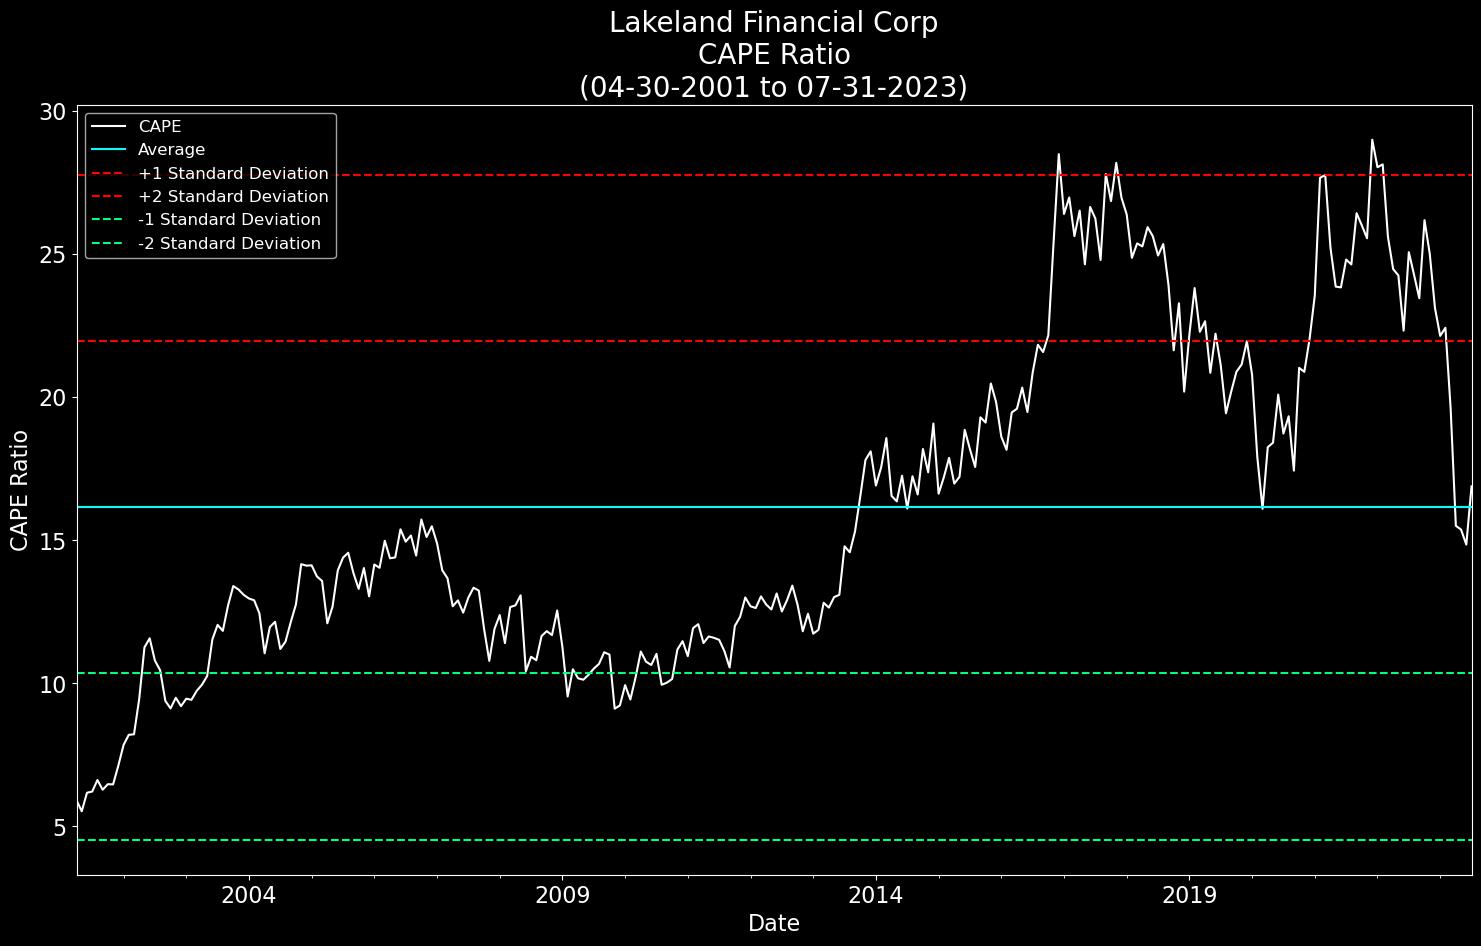 Lakeland Financial Corp
CAPE Ratio
(04-30-2001 to 07-31-2023)
30
25
20
15
10
5
CAPE Ratio
CAPE
Average
+1 Standard Deviation
+2 Standard Deviation
-1 Standard Deviation
-2 Standard Deviation
2004 2009 2014 2019
Date